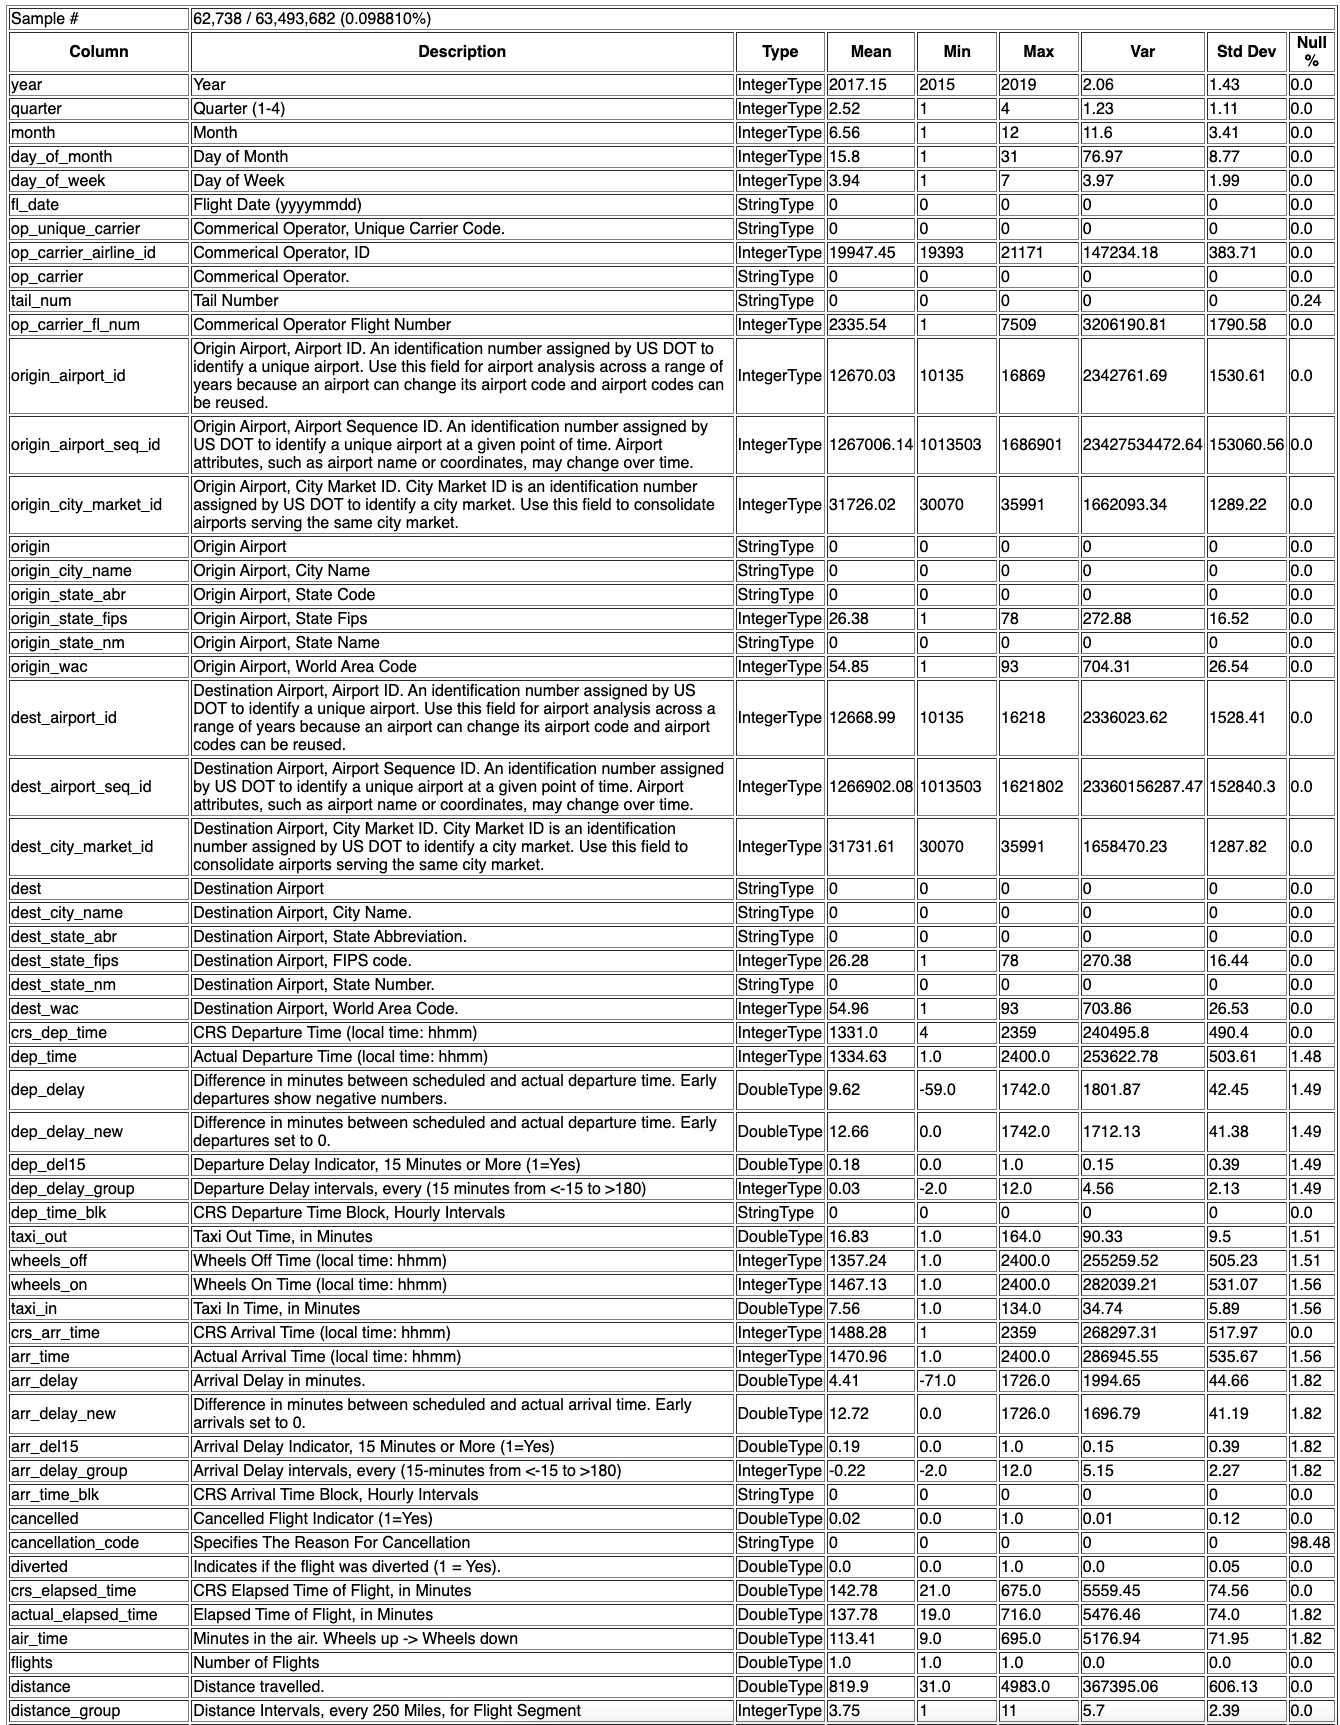 Sample # 62,738 / 63,493,682 (0.098810%)
Column Description Type Mean Min Max Var Std Dev Null %
year Year IntegerType 2017.15 2015 2019 2.06 1.43 0.0
quarter Quarter (1-4) IntegerType 2.52 1 4 1.23 1.11 0.0
month Month IntegerType 6.56 1 12 11.6 3.41 0.0
day_of_month Day of Month IntegerType 15.8 1 31 76.97 8.77 0.0
day_of_week Day of Week IntegerType 3.94 1 7 3.97 1.99 0.0
fl_date Flight Date (yyyymmdd) StringType 0 0 0 0 0 0.0
op_unique_carrier Commerical Operator, Unique Carrier Code. StringType 0 0 0 0 0 0.0
op_carrier_airline_id Commerical Operator, ID IntegerType 19947.45 19393 21171 147234.18 383.71 0.0
op_carrier Commerical Operator. StringType 0 0 0 0 0 0.0
tail_num Tail Number StringType 0 0 0 0 0 0.24
op_carrier_fl_num Commerical Operator Flight Number IntegerType 2335.54 1 7509 3206190.81 1790.58 0.0
origin_airport_id Origin Airport, Airport ID. An identification number assigned by US DOT to
identify a unique airport. Use this field for airport analysis across a range of
years because an airport can change its airport code and airport codes can
be reused. IntegerType 12670.03 10135 16869 2342761.69 1530.61 0.0
origin_airport_seq_id Origin Airport, Airport Sequence ID. An identification number assigned by
US DOT to identify a unique airport at a given point of time. Airport
attributes, such as airport name or coordinates, may change over time. IntegerType 1267006.14 1013503 1686901 23427534472.64 153060.56 0.0
origin_city_market_id Origin Airport, City Market ID. City Market ID is an identification number
assigned by US DOT to identify a city market. Use this field to consolidate
airports serving the same city market. IntegerType 31726.02 30070 35991 1662093.34 1289.22 0.0
origin Origin Airport StringType 0 0 0 0 0 0.0
origin_city_name Origin Airport, City Name StringType 0 0 0 0 0 0.0
origin_state_abr Origin Airport, State Code StringType 0 0 0 0 0 0.0
origin_state_fips Origin Airport, State Fips IntegerType 26.38 1 78 272.88 16.52 0.0
origin_state_nm Origin Airport, State Name StringType 0 0 0 0 0 0.0
origin_wac Origin Airport, World Area Code IntegerType 54.85 1 93 704.31 26.54 0.0
dest_airport_id Destination Airport, Airport ID. An identification number assigned by US
DOT to identify a unique airport. Use this field for airport analysis across a
range of years because an airport can change its airport code and airport
codes can be reused. IntegerType 12668.99 10135 16218 2336023.62 1528.41 0.0
dest_airport_seq_id Destination Airport, Airport Sequence ID. An identification number assigned
by US DOT to identify a unique airport at a given point of time. Airport
attributes, such as airport name or coordinates, may change over time. IntegerType 1266902.08 1013503 1621802 23360156287.47 152840.3 0.0
dest_city_market_id Destination Airport, City Market ID. City Market ID is an identification
number assigned by US DOT to identify a city market. Use this field to
consolidate airports serving the same city market. IntegerType 31731.61 30070 35991 1658470.23 1287.82 0.0
dest Destination Airport StringType 0 0 0 0 0 0.0
dest_city_name Destination Airport, City Name. StringType 0 0 0 0 0 0.0
dest_state_abr Destination Airport, State Abbreviation. StringType 0 0 0 0 0 0.0
dest_state_fips Destination Airport, FIPS code. IntegerType 26.28 1 78 270.38 16.44 0.0
dest_state_nm Destination Airport, State Number. StringType 0 0 0 0 0 0.0
dest_wac Destination Airport, World Area Code. IntegerType 54.96 1 93 703.86 26.53 0.0
crs_dep_time CRS Departure Time (local time: hhmm) IntegerType 1331.0 4 2359 240495.8 490.4 0.0
dep_time Actual Departure Time (local time: hhmm) IntegerType 1334.63 1.0 2400.0 253622.78 503.61 1.48
dep_delay Difference in minutes between scheduled and actual departure time. Early
departures show negative numbers. DoubleType 9.62 -59.0 1742.0 1801.87 42.45 1.49
dep_delay_new Difference in minutes between scheduled and actual departure time. Early
departures set to 0. DoubleType 12.66 0.0 1742.0 1712.13 41.38 1.49
dep_del15 Departure Delay Indicator, 15 Minutes or More (1=Yes) DoubleType 0.18 0.0 1.0 0.15 0.39 1.49
dep_delay_group Departure Delay intervals, every (15 minutes from <-15 to >180) IntegerType 0.03 -2.0 12.0 4.56 2.13 1.49
dep_time_blk CRS Departure Time Block, Hourly Intervals StringType 0 0 0 0 0 0.0
taxi_out Taxi Out Time, in Minutes DoubleType 16.83 1.0 164.0 90.33 9.5 1.51
wheels_off Wheels Off Time (local time: hhmm) IntegerType 1357.24 1.0 2400.0 255259.52 505.23 1.51
wheels_on Wheels On Time (local time: hhmm) IntegerType 1467.13 1.0 2400.0 282039.21 531.07 1.56
taxi_in Taxi In Time, in Minutes DoubleType 7.56 1.0 134.0 34.74 5.89 1.56
crs_arr_time CRS Arrival Time (local time: hhmm) IntegerType 1488.28 1 2359 268297.31 517.97 0.0
arr_time Actual Arrival Time (local time: hhmm) IntegerType 1470.96 1.0 2400.0 286945.55 535.67 1.56
arr_delay Arrival Delay in minutes. DoubleType 4.41 -71.0 1726.0 1994.65 44.66 1.82
arr_delay_new Difference in minutes between scheduled and actual arrival time. Early
arrivals set to 0. DoubleType 12.72 0.0 1726.0 1696.79 41.19 1.82
arr_del15 Arrival Delay Indicator, 15 Minutes or More (1=Yes) DoubleType 0.19 0.0 1.0 0.15 0.39 1.82
arr_delay_group Arrival Delay intervals, every (15-minutes from <-15 to >180) IntegerType -0.22 -2.0 12.0 5.15 2.27 1.82
arr_time_blk CRS Arrival Time Block, Hourly Intervals StringType 0 0 0 0 0 0.0
cancelled Cancelled Flight Indicator (1=Yes) DoubleType 0.02 0.0 1.0 0.01 0.12 0.0
cancellation_code Specifies The Reason For Cancellation StringType 0 0 0 0 0 98.48
diverted Indicates if the flight was diverted (1 = Yes). DoubleType 0.0 0.0 1.0 0.0 0.05 0.0
crs_elapsed_time CRS Elapsed Time of Flight, in Minutes DoubleType 142.78 21.0 675.0 5559.45 74.56 0.0
actual_elapsed_time Elapsed Time of Flight, in Minutes DoubleType 137.78 19.0 716.0 5476.46 74.0 1.82
air_time Minutes in the air. Wheels up -> Wheels down DoubleType 113.41 9.0 695.0 5176.94 71.95 1.82
flights Number of Flights DoubleType 1.0 1.0 1.0 0.0 0.0 0.0
distance Distance travelled. DoubleType 819.9 31.0 4983.0 367395.06 606.13 0.0
distance_group Distance Intervals, every 250 Miles, for Flight Segment IntegerType 3.75 1 11 5.7 2.39 0.0